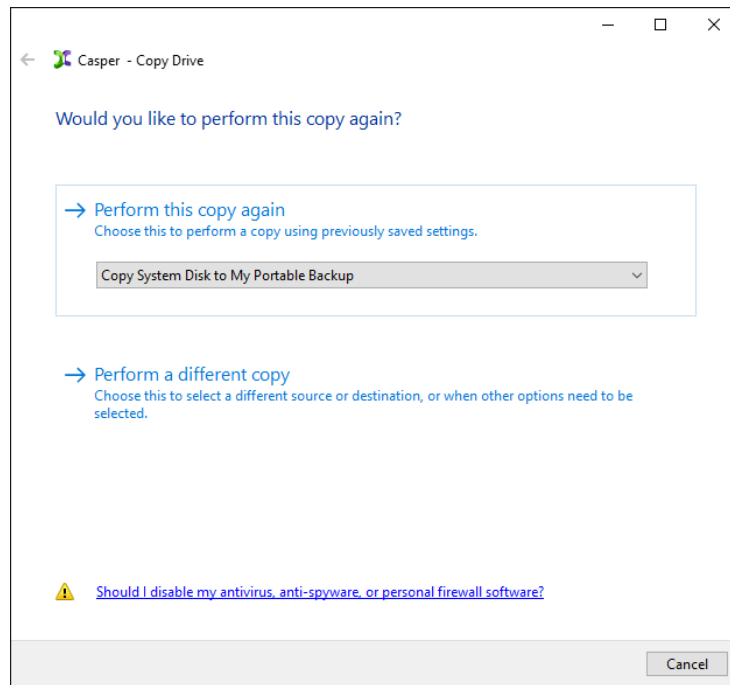 Casper - Copy Drive
Would you like to perform this copy again?
Perform this copy again
Choose this to perform a copy using previously saved settings.
Copy System Disk to My Portable Backup
Perform a different copy
Choose this to select a different source or destination, or when other options need to be
selected.
Should I disable my antivirus, anti-spyware, or personal firewall software?
Cancel